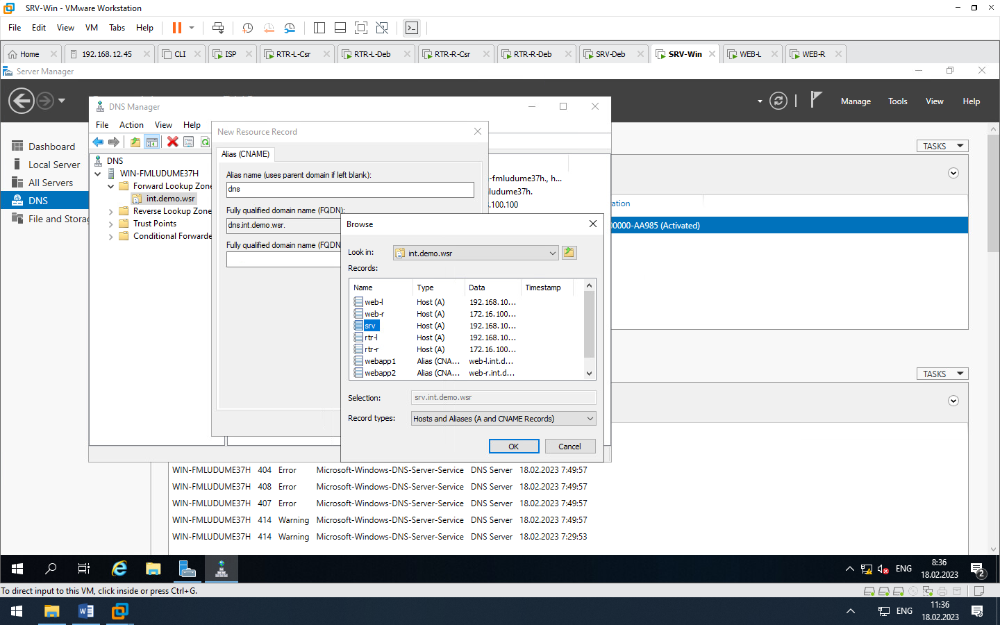 SRV-Win - VMware Workstation
File Edit View VM Tabs Help
Home 192.168.12.45 CLI ISP RTR-L-Csr RTR-L-Deb RTR-R-Csr RTR-R-Deb SRV-Deb SRV-Win WEB-L WEB-R
Server Manager
Manage Tools View Help
Dashboard
Local Server
All Servers
DNS
File and Storag
DNS Manager
File Action View Help
DNS
WIN-FMLUDUME37H
Forward Lookup Zone
int.demo.wsr
Reverse Lookup Zone
Trust Points
Conditional Forwarde
New Resource Record
Alias (CNAME)
Alias name (uses parent domain if left blank):
dns
Fully qualified domain name (FQDN):
dns.int.demo.wsr.
Fully qualified domain name (FQDN
-fmludume37h., h...
ludume37h.
.100.100
TASKS
ation
00000-AA985 (Activated)
TASKS
Browse
Look in: int.demo.wsr
Records:
Name Type Data Timestamp
web-l Host (A) 192.168.10...
web-r Host (A) 172.16.100...
srv Host (A) 192.168.10...
rtr-l Host (A) 192.168.10...
rtr-r Host (A) 172.16.100...
webapp1 Alias (CNA... web-l.int.d...
webapp2 Alias (CNA... web-r.int.d...
Selection: srv.int.demo.wsr
Record types: Hosts and Aliases (A and CNAME Records)
OK Cancel
WIN-FMLUDUME37H 404 Error Microsoft-Windows-DNS-Server-Service DNS Server 18.02.2023 7:49:57
WIN-FMLUDUME37H 408 Error Microsoft-Windows-DNS-Server-Service DNS Server 18.02.2023 7:49:57
WIN-FMLUDUME37H 407 Error Microsoft-Windows-DNS-Server-Service DNS Server 18.02.2023 7:49:57
WIN-FMLUDUME37H 414 Warning Microsoft-Windows-DNS-Server-Service DNS Server 18.02.2023 7:49:57
WIN-FMLUDUME37H 414 Warning Microsoft-Windows-DNS-Server-Service DNS Server 18.02.2023 7:29:53
ENG
8:36
18.02.2023
2
To direct input to this VM, click inside or press Ctrl+G.
ENG
11:36
18.02.2023